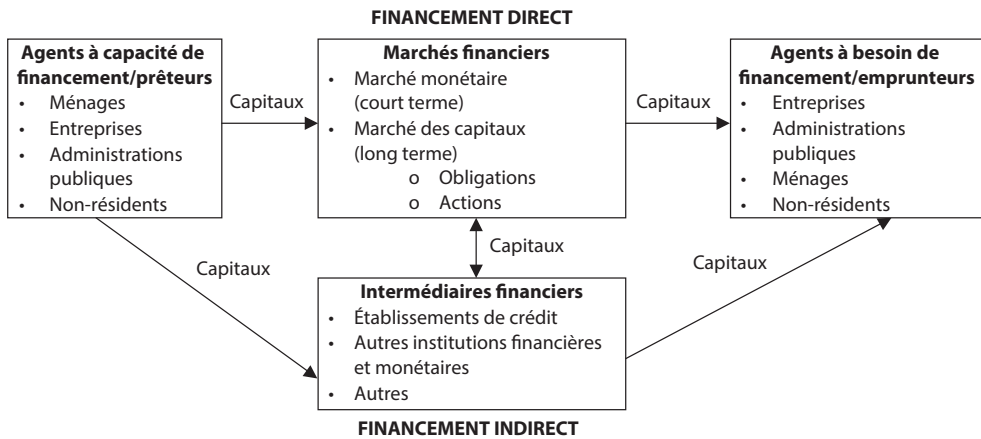 FINANCEMENT DIRECT
Agents à capacité de
financement/prêteurs
• Ménages
• Entreprises
• Administrations
publiques
• Non-résidents
Capitaux
Marchés financiers
• Marché monétaire
(court terme)
• Marché des capitaux
(long terme)
o Obligations
o Actions
Capitaux
Agents à besoin de
financement/emprunteurs
• Entreprises
• Administrations
publiques
• Ménages
• Non-résidents
Capitaux
Capitaux
Capitaux
Intermédiaires financiers
• Établissements de crédit
• Autres institutions financières
et monétaires
• Autres
FINANCEMENT INDIRECT